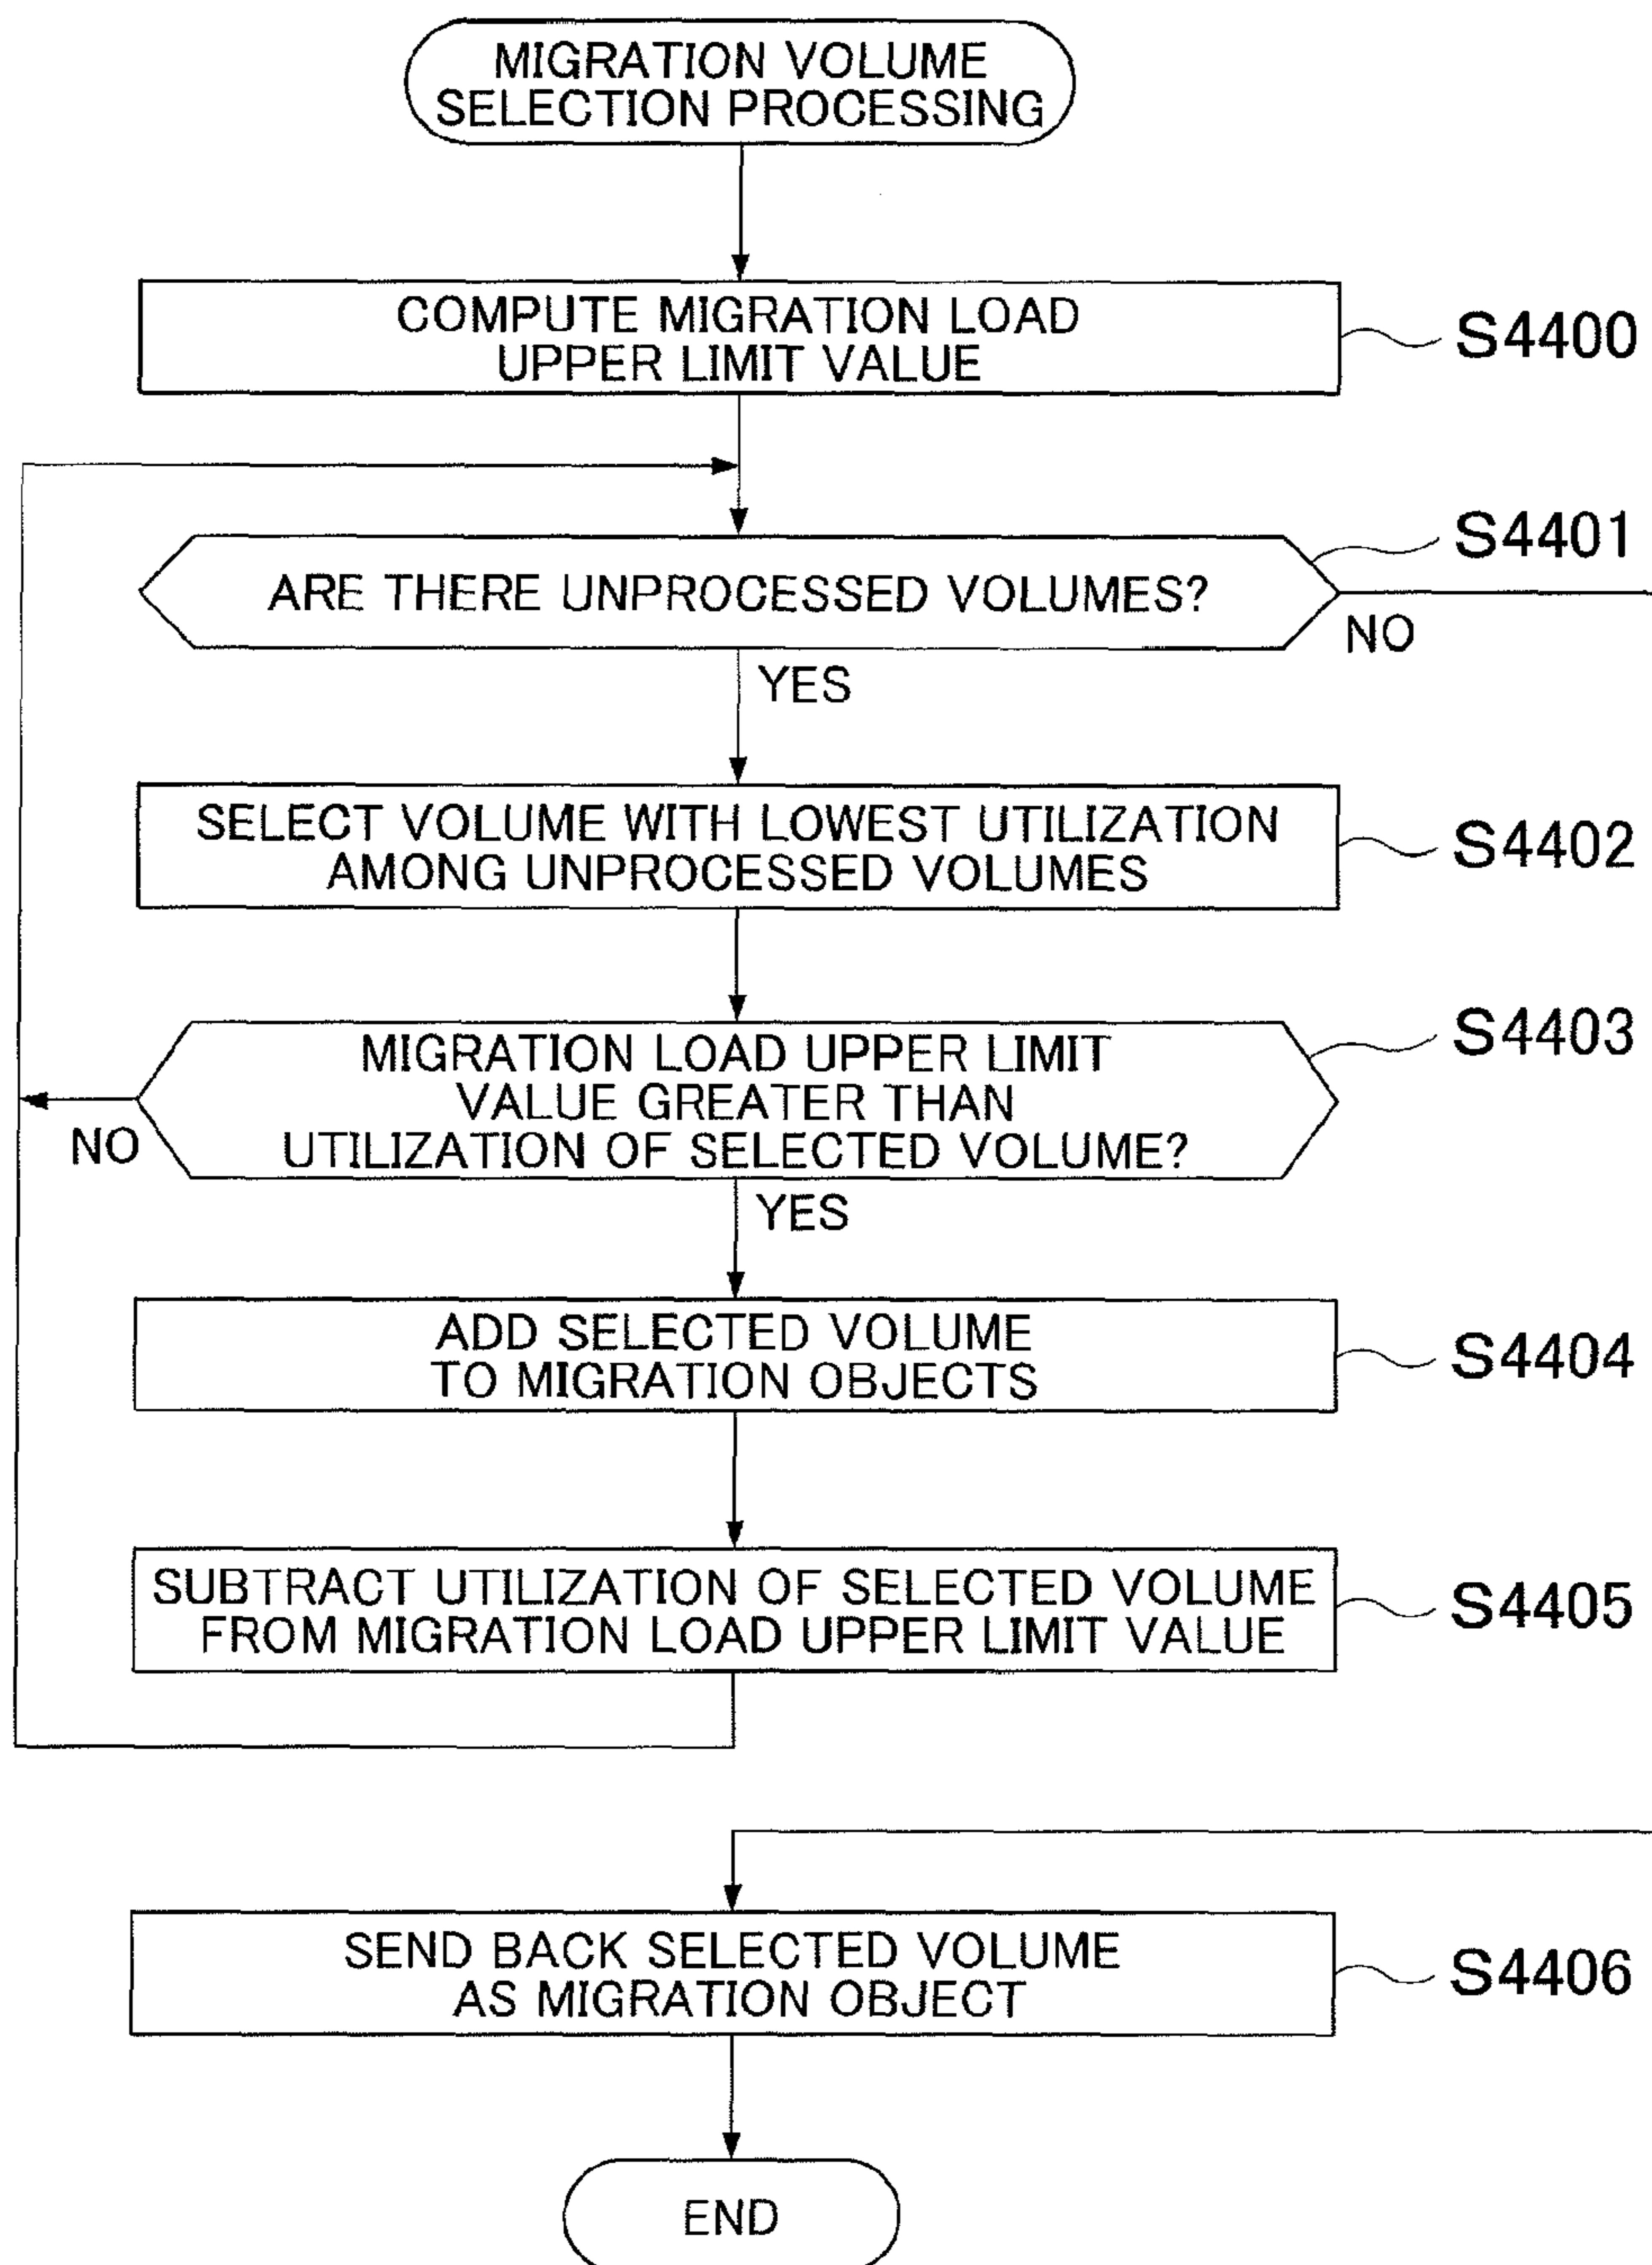 MIGRATION VOLUME
SELECTION PROCESSING
COMPUTE MIGRATION LOAD
UPPER LIMIT VALUE
S4400
S4401
ARE THERE UNPROCESSED VOLUMES?
NO
YES
SELECT VOLUME WITH LOWEST UTILIZATION
AMONG UNPROCESSED VOLUMES
S4402
S4403
MIGRATION LOAD UPPER LIMIT
VALUE GREATER THAN
UTILIZATION OF SELECTED VOLUME?
NO
YES
ADD SELECTED VOLUME
TO MIGRATION OBJECTS
S4404
SUBTRACT UTILIZATION OF SELECTED VOLUME
FROM MIGRATION LOAD UPPER LIMIT VALUE
S4405
SEND BACK SELECTED VOLUME
AS MIGRATION OBJECT
S4406
END